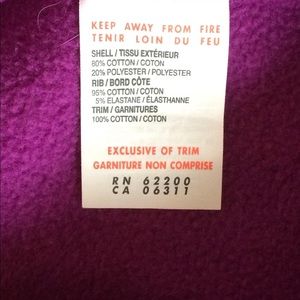 KEEP AWAY FROM FIRE
TENIR LOIN DU FEU
SHELL / TISSU EXTÉRIEUR
80% COTTON / COTON
20% POLYESTER / POLYESTER
RIB / BORD CÔTE
95% COTTON / COTON
5% ELASTANE / ÉLASTHANNE
TRIM / GARNITURES
100% COTTON / COTON
EXCLUSIVE OF TRIM
GARNITURE NON COMPRISE
RN 62200
CA 06311